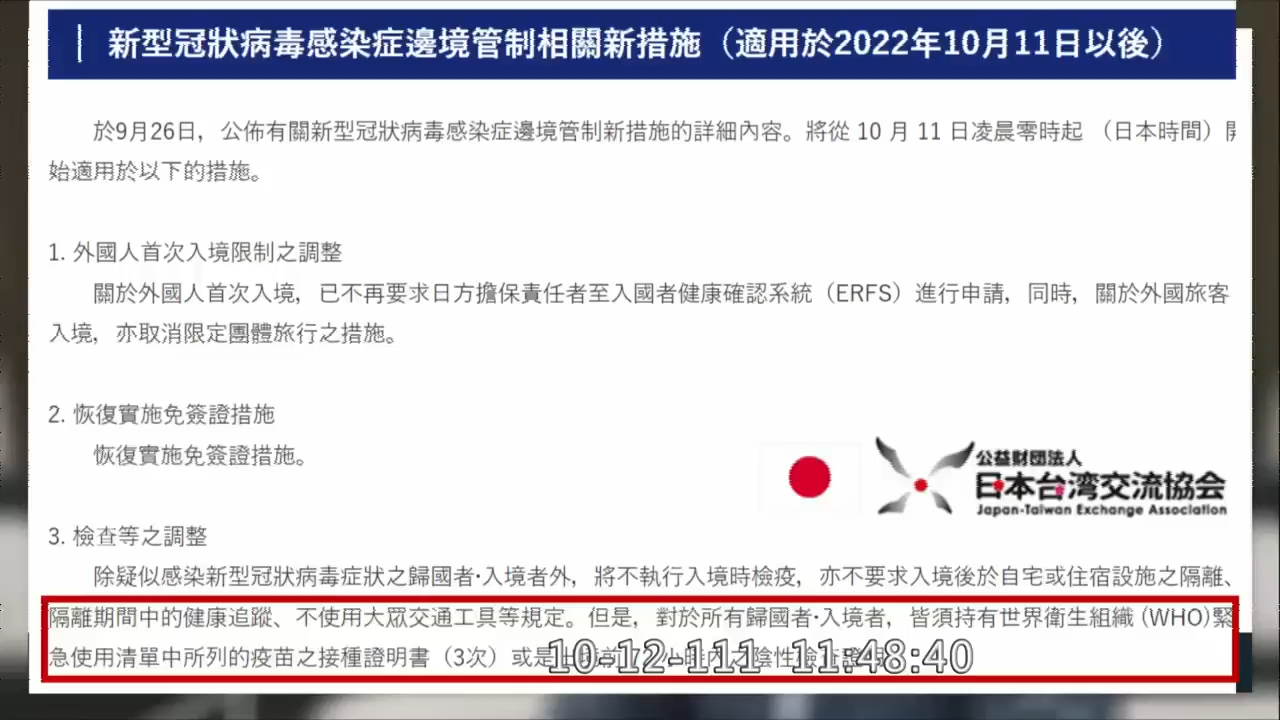 新型冠狀病毒感染症邊境管制相關新措施（適用於2022年10月11日以後）
於9月26日，公佈有關新型冠狀病毒感染症邊境管制新措施的詳細內容。將從 10 月 11 日凌晨零時起 （日本時間）開
始適用於以下的措施。
1. 外國人首次入境限制之調整
關於外國人首次入境，已不再要求日方擔保責任者至入國者健康確認系統（ERFS）進行申請，同時，關於外國旅客
入境，亦取消限定團體旅行之措施。
2. 恢復實施免簽證措施
恢復實施免簽證措施。
公益財団法人
日本台湾交流協会
Japan-Taiwan Exchange Association
3. 檢查等之調整
除疑似感染新型冠狀病毒症狀之歸國者·入境者外，將不執行入境時檢疫，亦不要求入境後於自宅或住宿設施之隔離、
隔離期間中的健康追蹤、不使用大眾交通工具等規定。但是，對於所有歸國者·入境者，皆須持有世界衛生組織 (WHO)緊
急使用清單中所列的疫苗之接種證明書（3次）或是
10-12-111 11:48:40